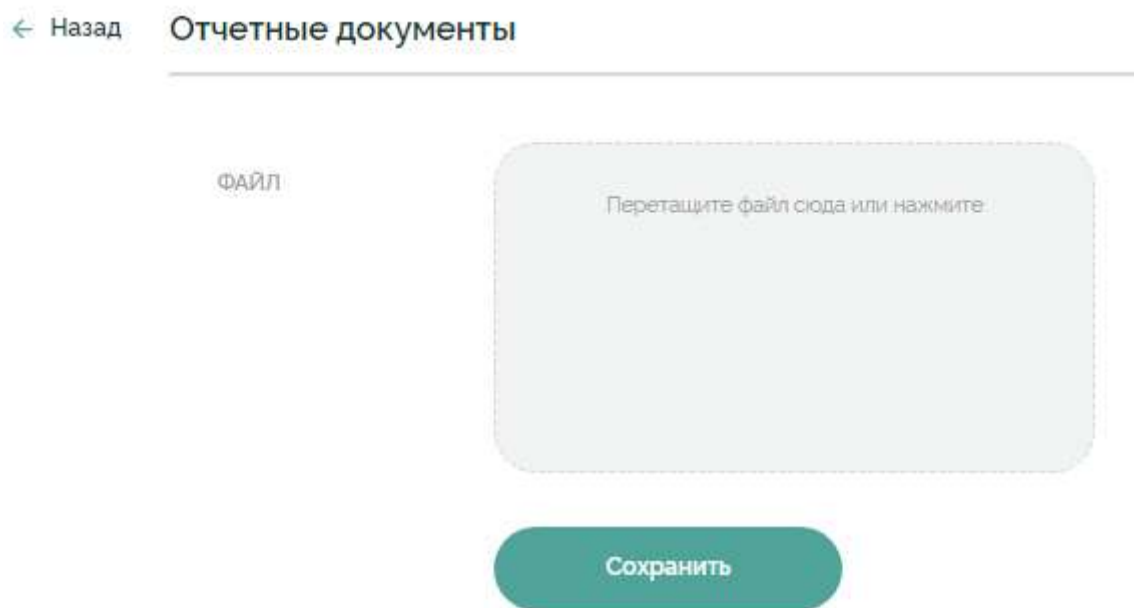 ← Назад Отчетные документы
ФАЙЛ
Перетащите файл сюда или нажмите
Сохранить